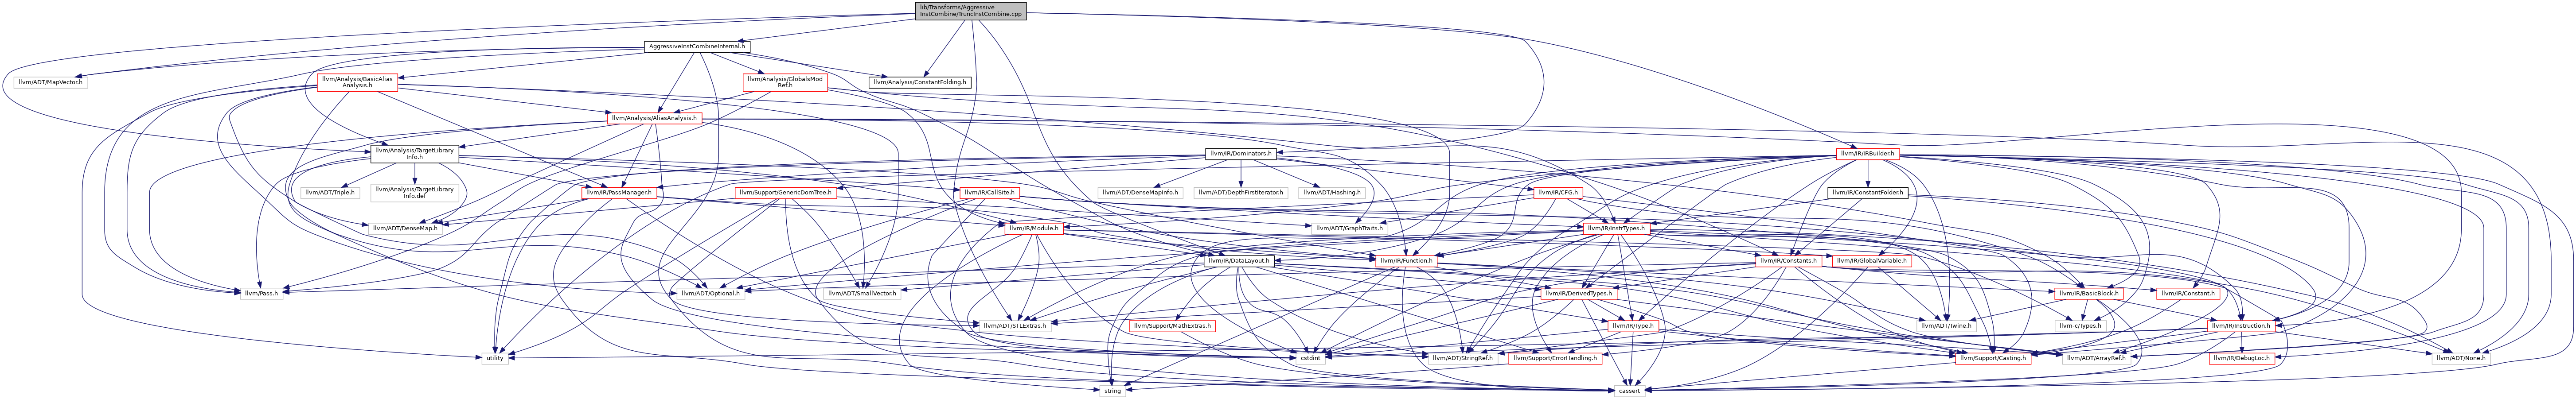 lib/Transforms/Aggressive
InstCombine/TruncInstCombine.cpp
AggressiveInstCombineInternal.h
llvm/ADT/MapVector.h
llvm/Analysis/BasicAlias
Analysis.h
llvm/Analysis/GlobalsMod
Ref.h
llvm/Analysis/ConstantFolding.h
llvm/Analysis/AliasAnalysis.h
llvm/Analysis/TargetLibrary
Info.h
llvm/IR/Dominators.h
llvm/IR/IRBuilder.h
llvm/ADT/Triple.h
llvm/Analysis/TargetLibrary
Info.def
llvm/IR/PassManager.h
llvm/Support/GenericDomTree.h
llvm/IR/CallSite.h
llvm/ADT/DenseMapInfo.h
llvm/ADT/DepthFirstIterator.h
llvm/ADT/Hashing.h
llvm/IR/CFG.h
llvm/IR/ConstantFolder.h
llvm/ADT/DenseMap.h
llvm/IR/Module.h
llvm/ADT/GraphTraits.h
llvm/IR/InstrTypes.h
llvm/IR/DataLayout.h
llvm/IR/Function.h
llvm/IR/Constants.h
llvm/IR/GlobalVariable.h
llvm/Pass.h
llvm/ADT/Optional.h
llvm/ADT/SmallVector.h
llvm/IR/DerivedTypes.h
llvm/IR/BasicBlock.h
llvm/IR/Constant.h
llvm/ADT/STLExtras.h
llvm/Support/MathExtras.h
llvm/IR/Type.h
llvm/ADT/Twine.h
llvm-c/Types.h
llvm/IR/Instruction.h
utility
cstdint
llvm/ADT/StringRef.h
llvm/Support/ErrorHandling.h
llvm/Support/Casting.h
llvm/ADT/ArrayRef.h
llvm/IR/DebugLoc.h
llvm/ADT/None.h
string
cassert